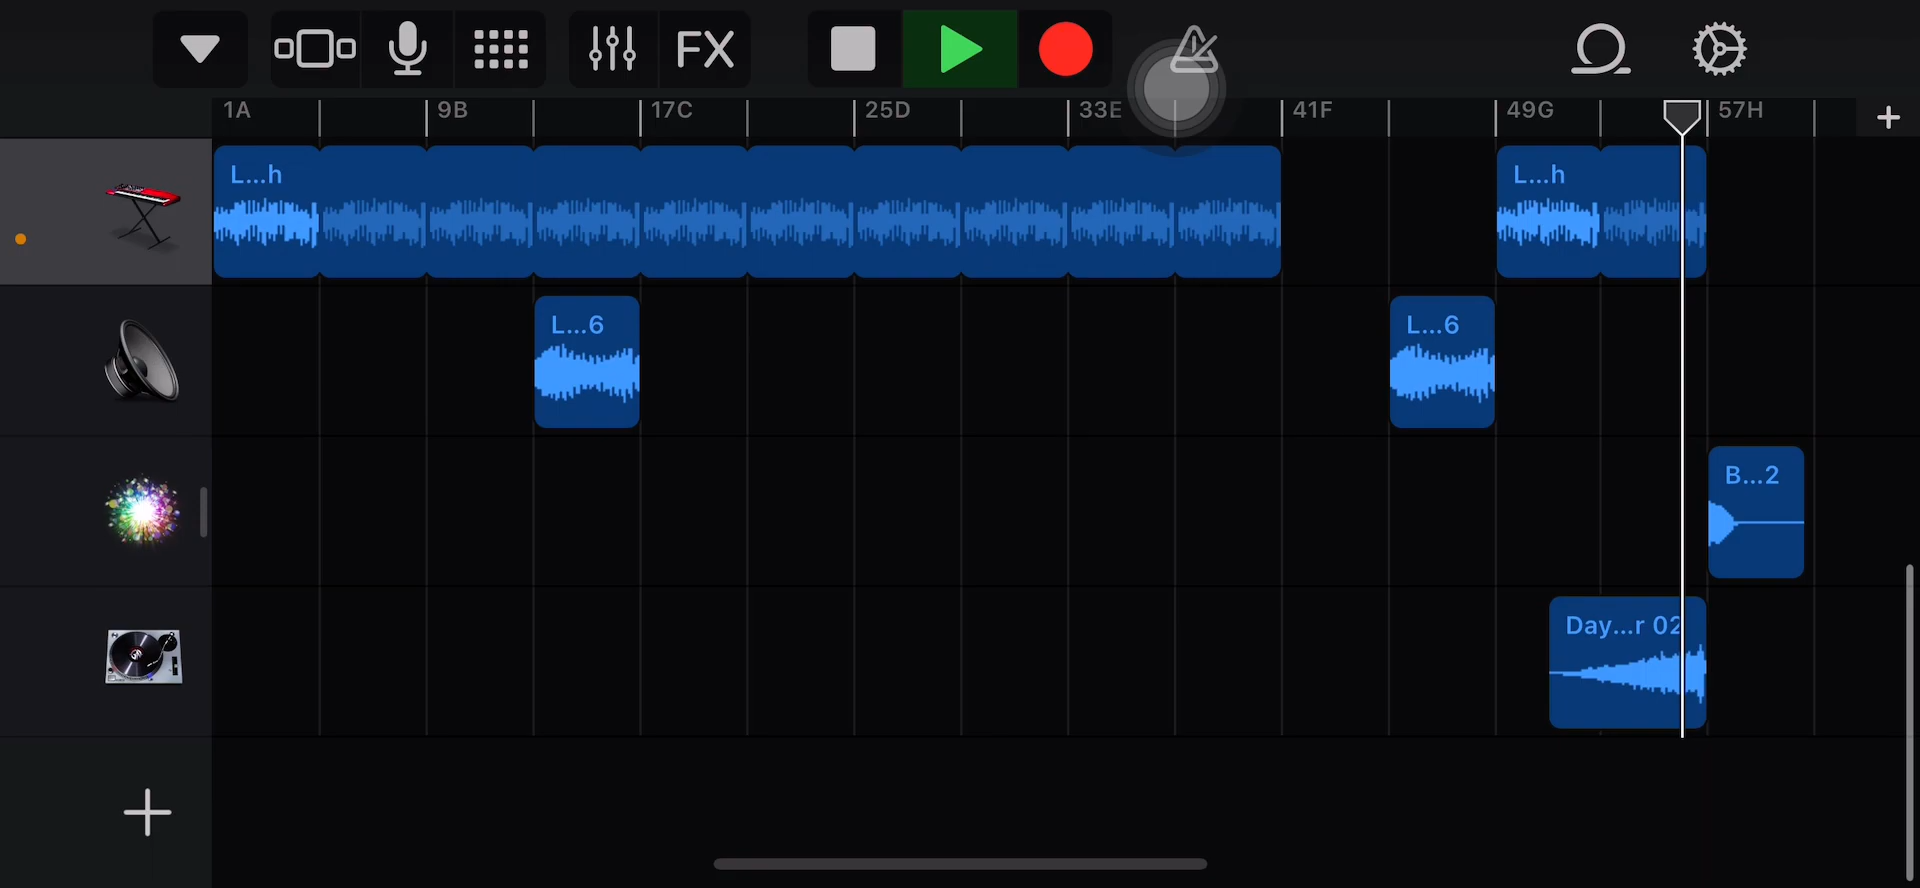 FX
1A 9B 17C 25D 33E 41F 49G 57H
L...h L...h
L...6 L...6
B...2
Day...r 02